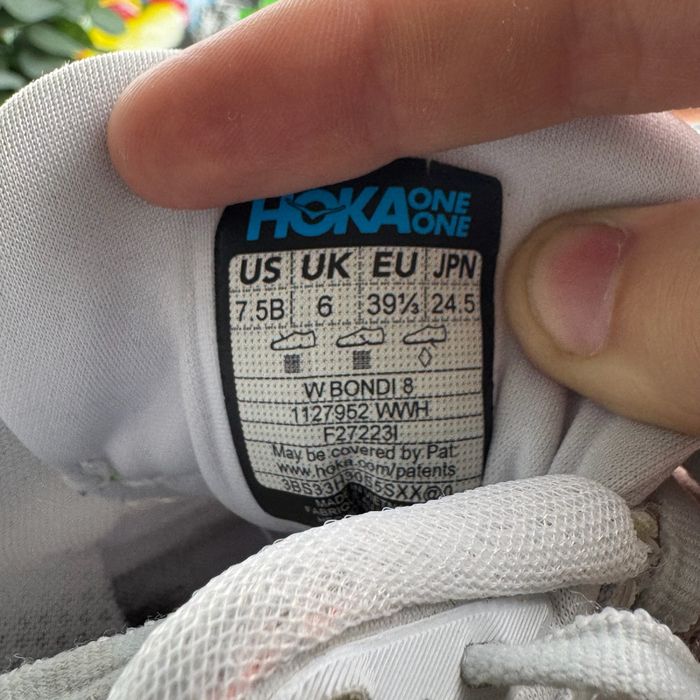 HOKA ONE ONE
US UK EU JPN
7.5B 6 39⅓ 24.5
W BONDI 8
1127952 WWH
F27223I
May be covered by Pat.
www.hoka.com/patents